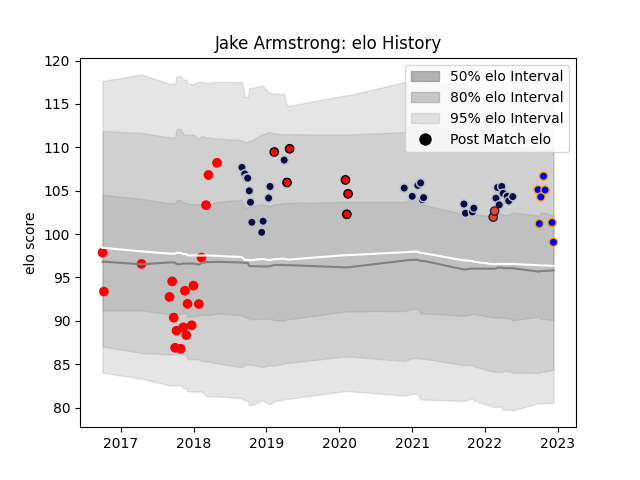 Jake Armstrong: elo History
120
115
110
105
100
95
90
85
80
elo score
50% elo Interval
80% elo Interval
95% elo Interval
Post Match elo
2017 2018 2019 2020 2021 2022 2023